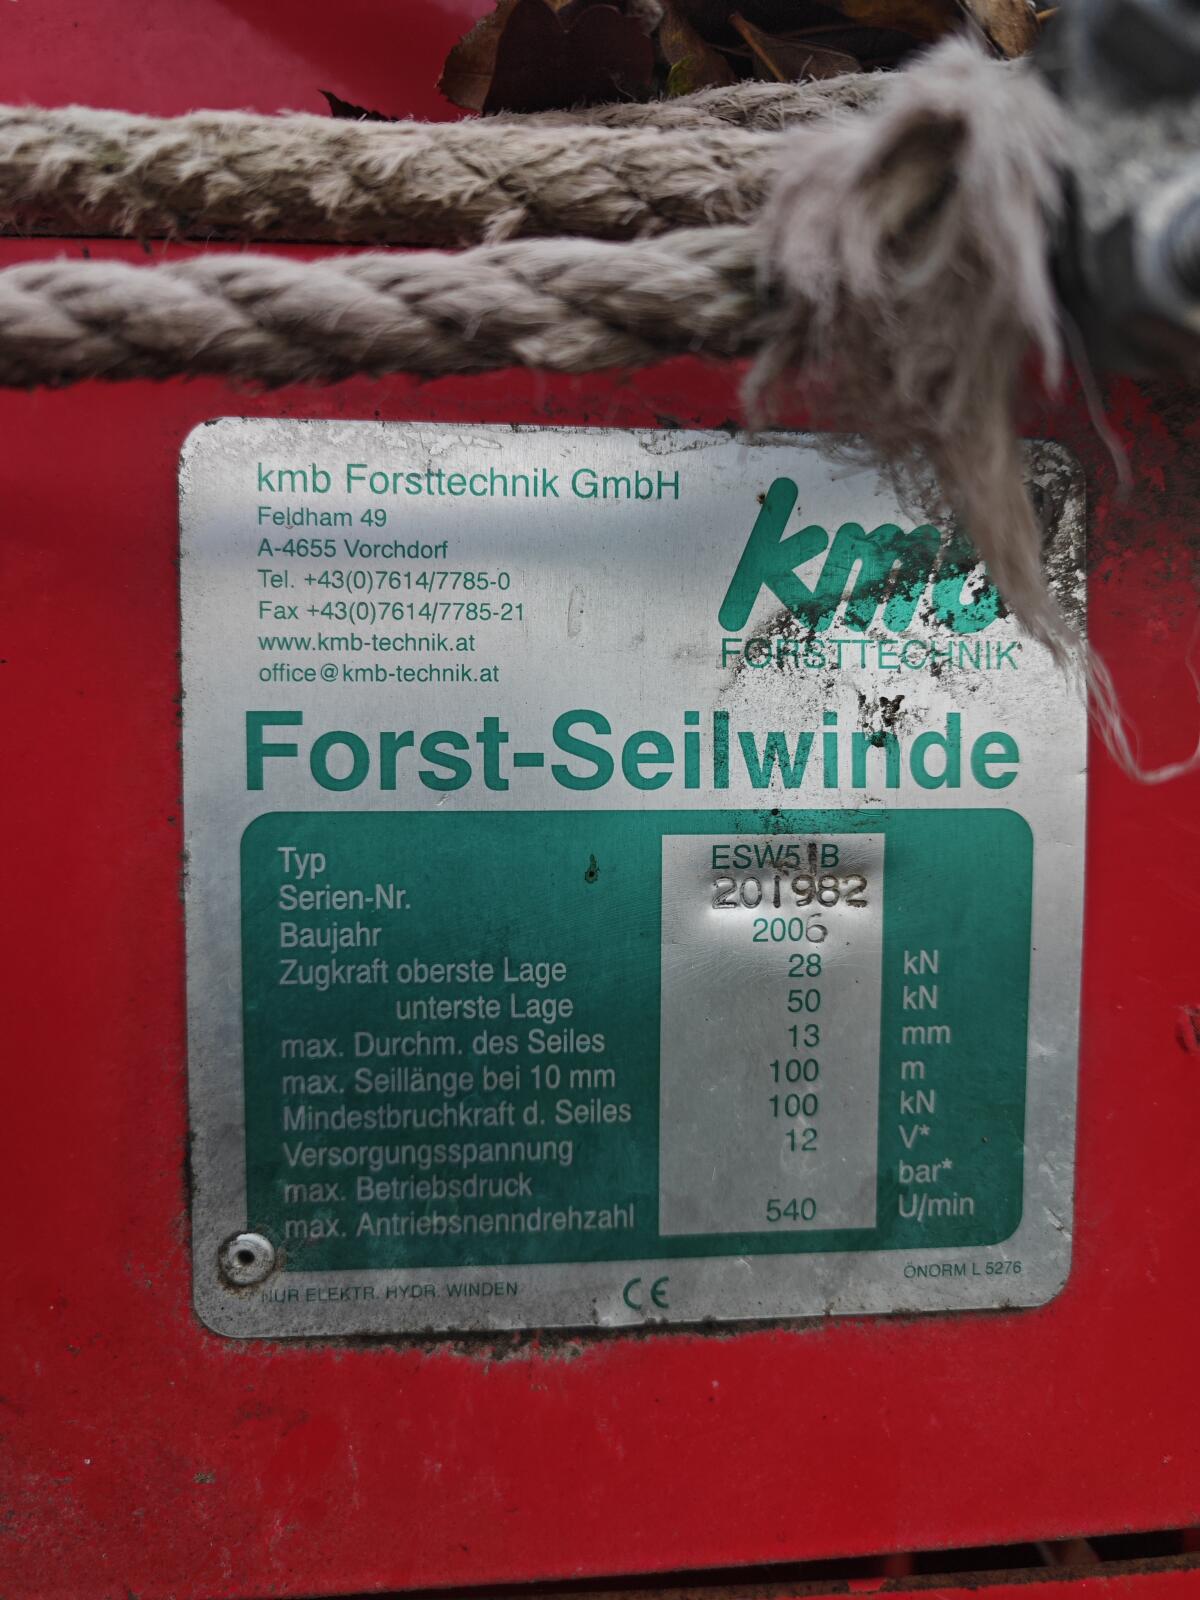 kmb Forsttechnik GmbH
Feldham 49
A-4655 Vorchdorf
Tel. +43(0)7614/7785-0
Fax +43(0)7614/7785-21
www.kmb-technik.at
office@kmb-technik.at
kmb
FORSTTECHNIK
Forst-Seilwinde
Typ
Serien-Nr. 201982
Baujahr 2006
Zugkraft oberste Lage 28 kN
unterste Lage 50 kN
max. Durchm. des Seiles 13 mm
max. Seillänge bei 10 mm 100 m
Mindestbruchkraft d. Seiles 100 kN
Versorgungsspannung 12 V*
max. Betriebsdruck bar*
max. Antriebsnenndrehzahl 540 U/min
NUR ELEKTR. HYDR. WINDEN
CE
ÖNORM L 5276